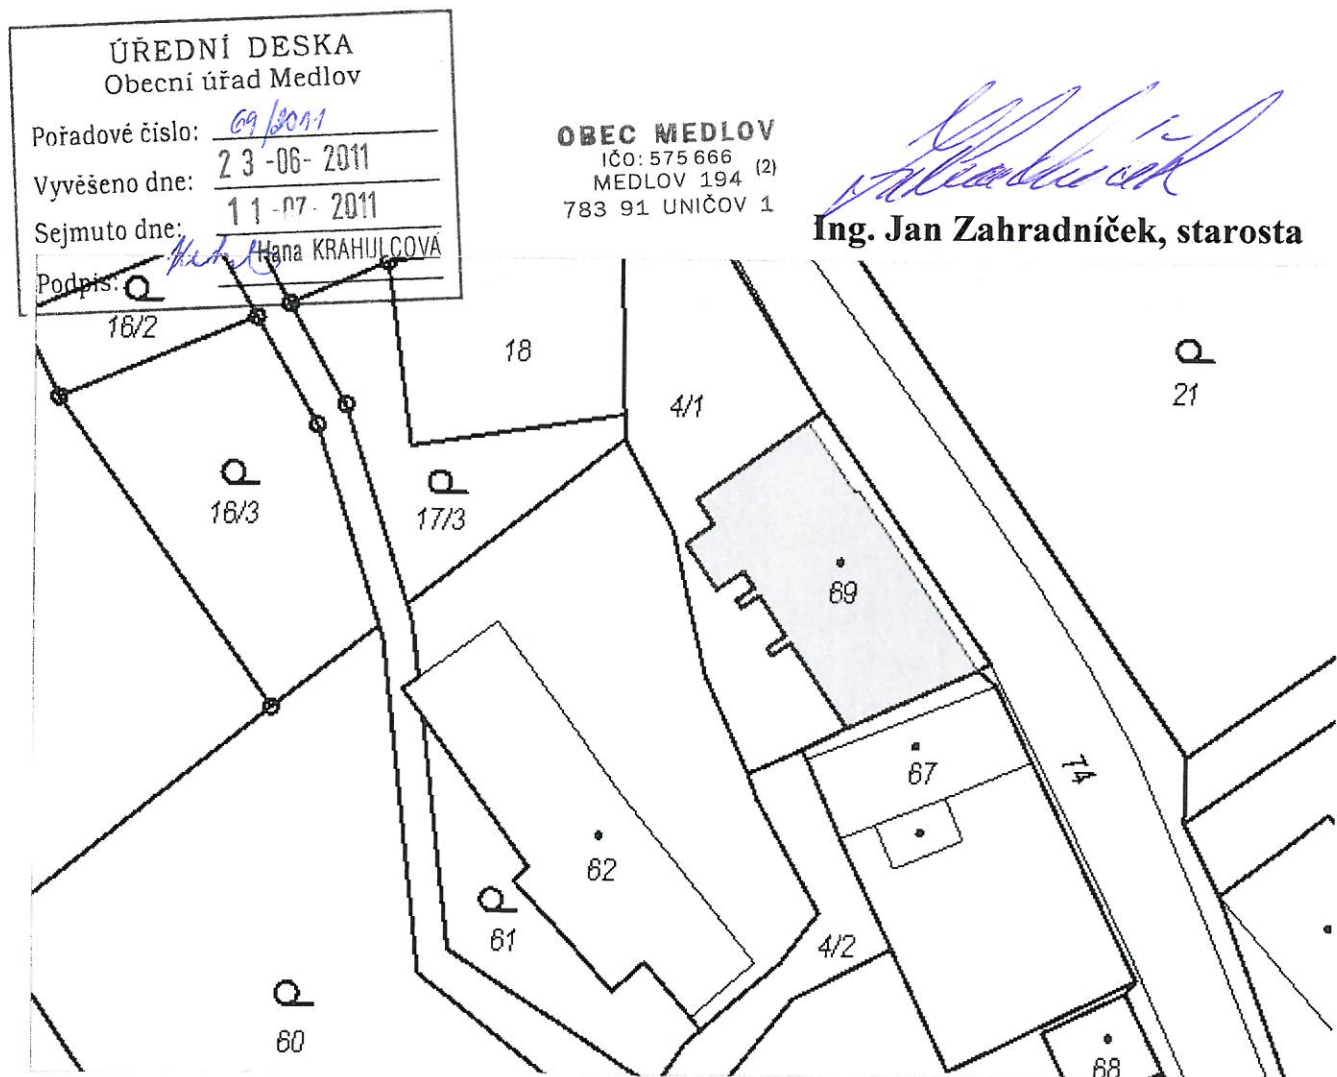 ÚŘEDNÍ DESKA
Obecní úřad Medlov
Pořadové číslo: 69/2011
Vyvěšeno dne: 23-06-2011
Sejmuto dne: 11-07-2011
Hana KRAHULCOVÁ
Podpis:
OBEC MEDLOV
IČO: 575 666
MEDLOV 194 (2)
783 91 UNIČOV 1
Ing. Jan Zahradníček, starosta
16/2
18
4/1
21
16/3
17/3
69
67
74
62
61
4/2
60
68